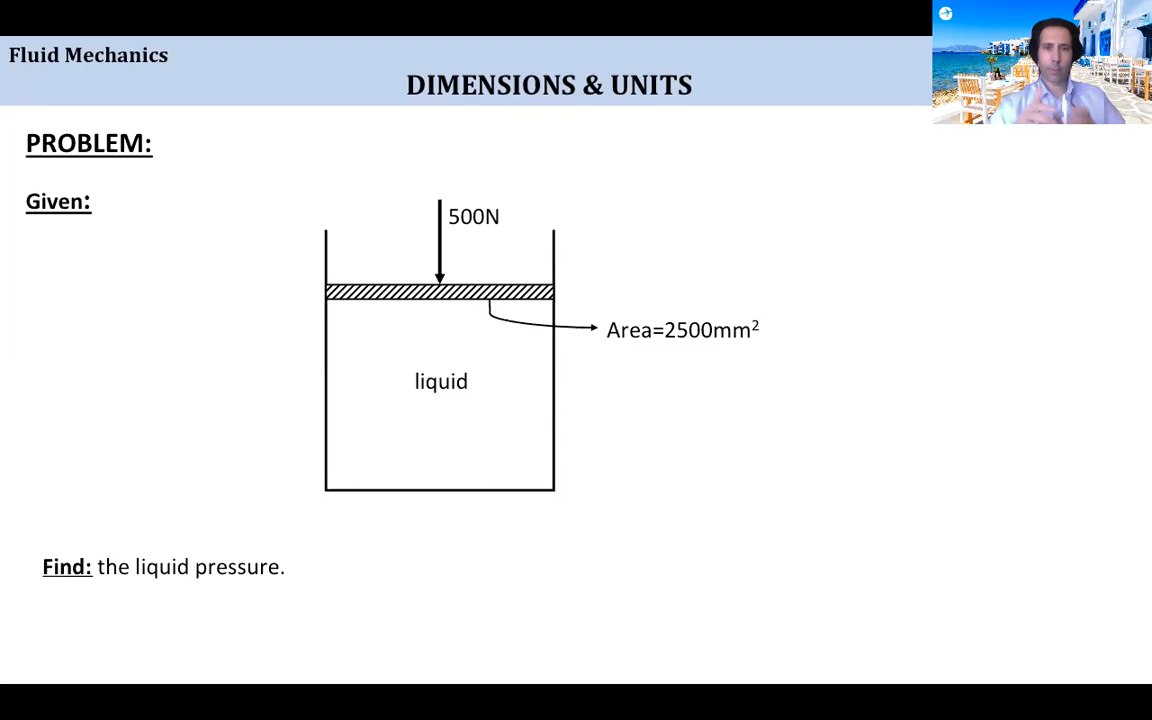 Fluid Mechanics
DIMENSIONS & UNITS
PROBLEM:
Given:
500N
Area=2500mm²
liquid
Find: the liquid pressure.